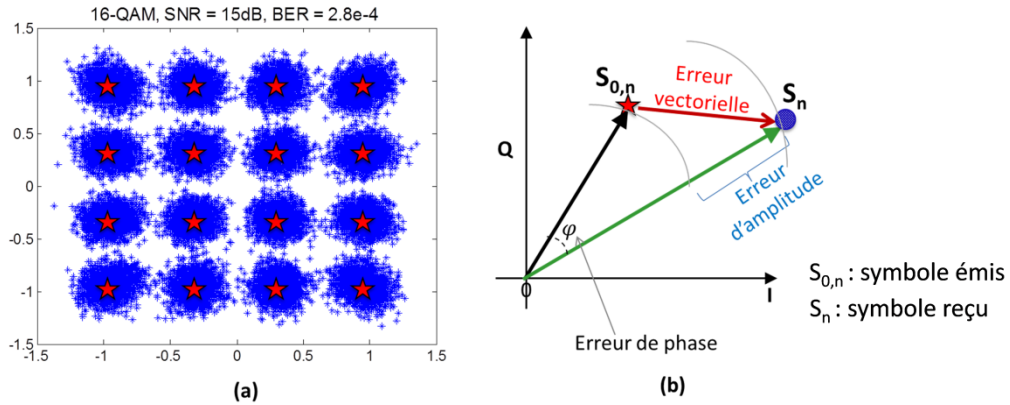 16-QAM, SNR = 15dB, BER = 2.8e-4
1.5
1
0.5
0
-0.5
-1
-1.5
-1.5
-1
-0.5
0
0.5
1
1.5
(a)
Q
S0,n
Erreur
vectorielle
Sn
Erreur
d'amplitude
φ
0
I
Erreur de phase
(b)
S0,n : symbole émis
Sn : symbole reçu